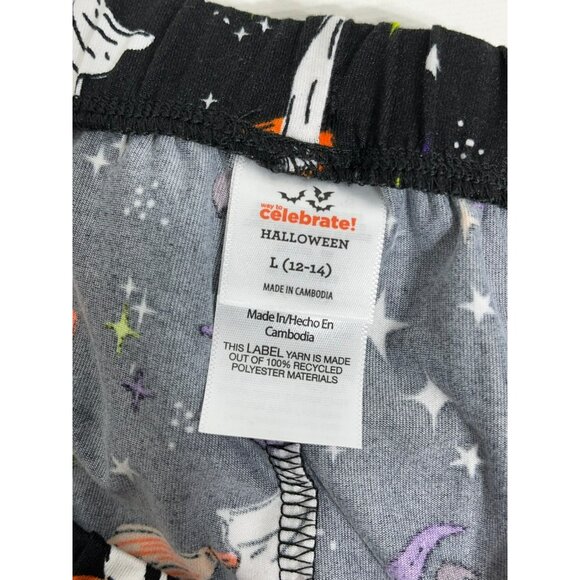 way to
celebrate!
HALLOWEEN
L (12-14)
MADE IN CAMBODIA
Made In/Hecho En
Cambodia
THIS LABEL YARN IS MADE
OUT OF 100% RECYCLED
POLYESTER MATERIALS